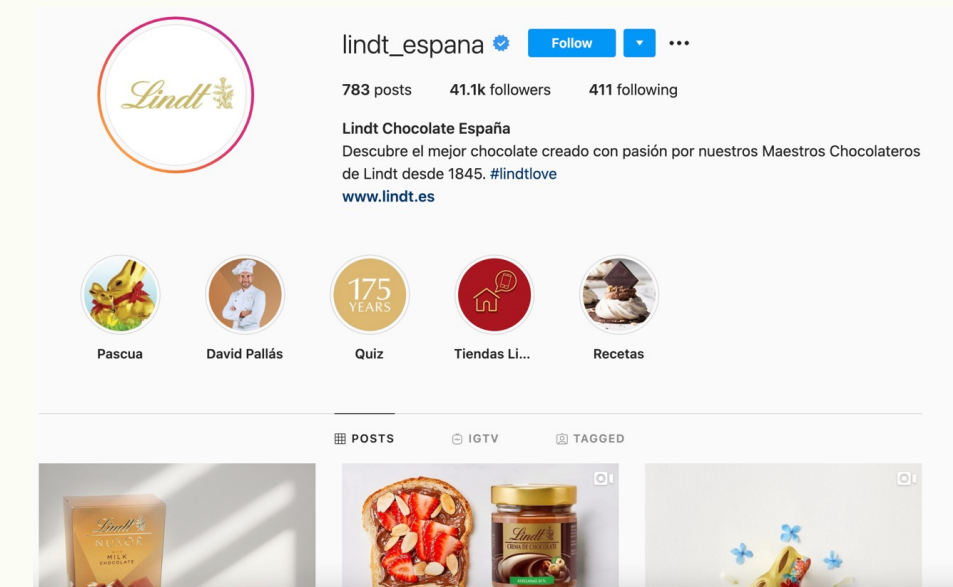 Lindt
lindt_espana
Follow
783 posts 41.1k followers 411 following
Lindt Chocolate España
Descubre el mejor chocolate creado con pasión por nuestros Maestros Chocolateros
de Lindt desde 1845. #lindtlove
www.lindt.es
175
YEARS
Pascua David Pallás Quiz Tiendas Li... Recetas
POSTS IGTV TAGGED
Lindt
NUXOR
MILK
CHOCOLATE
Lindt
CREMA DE CHOCOLATE